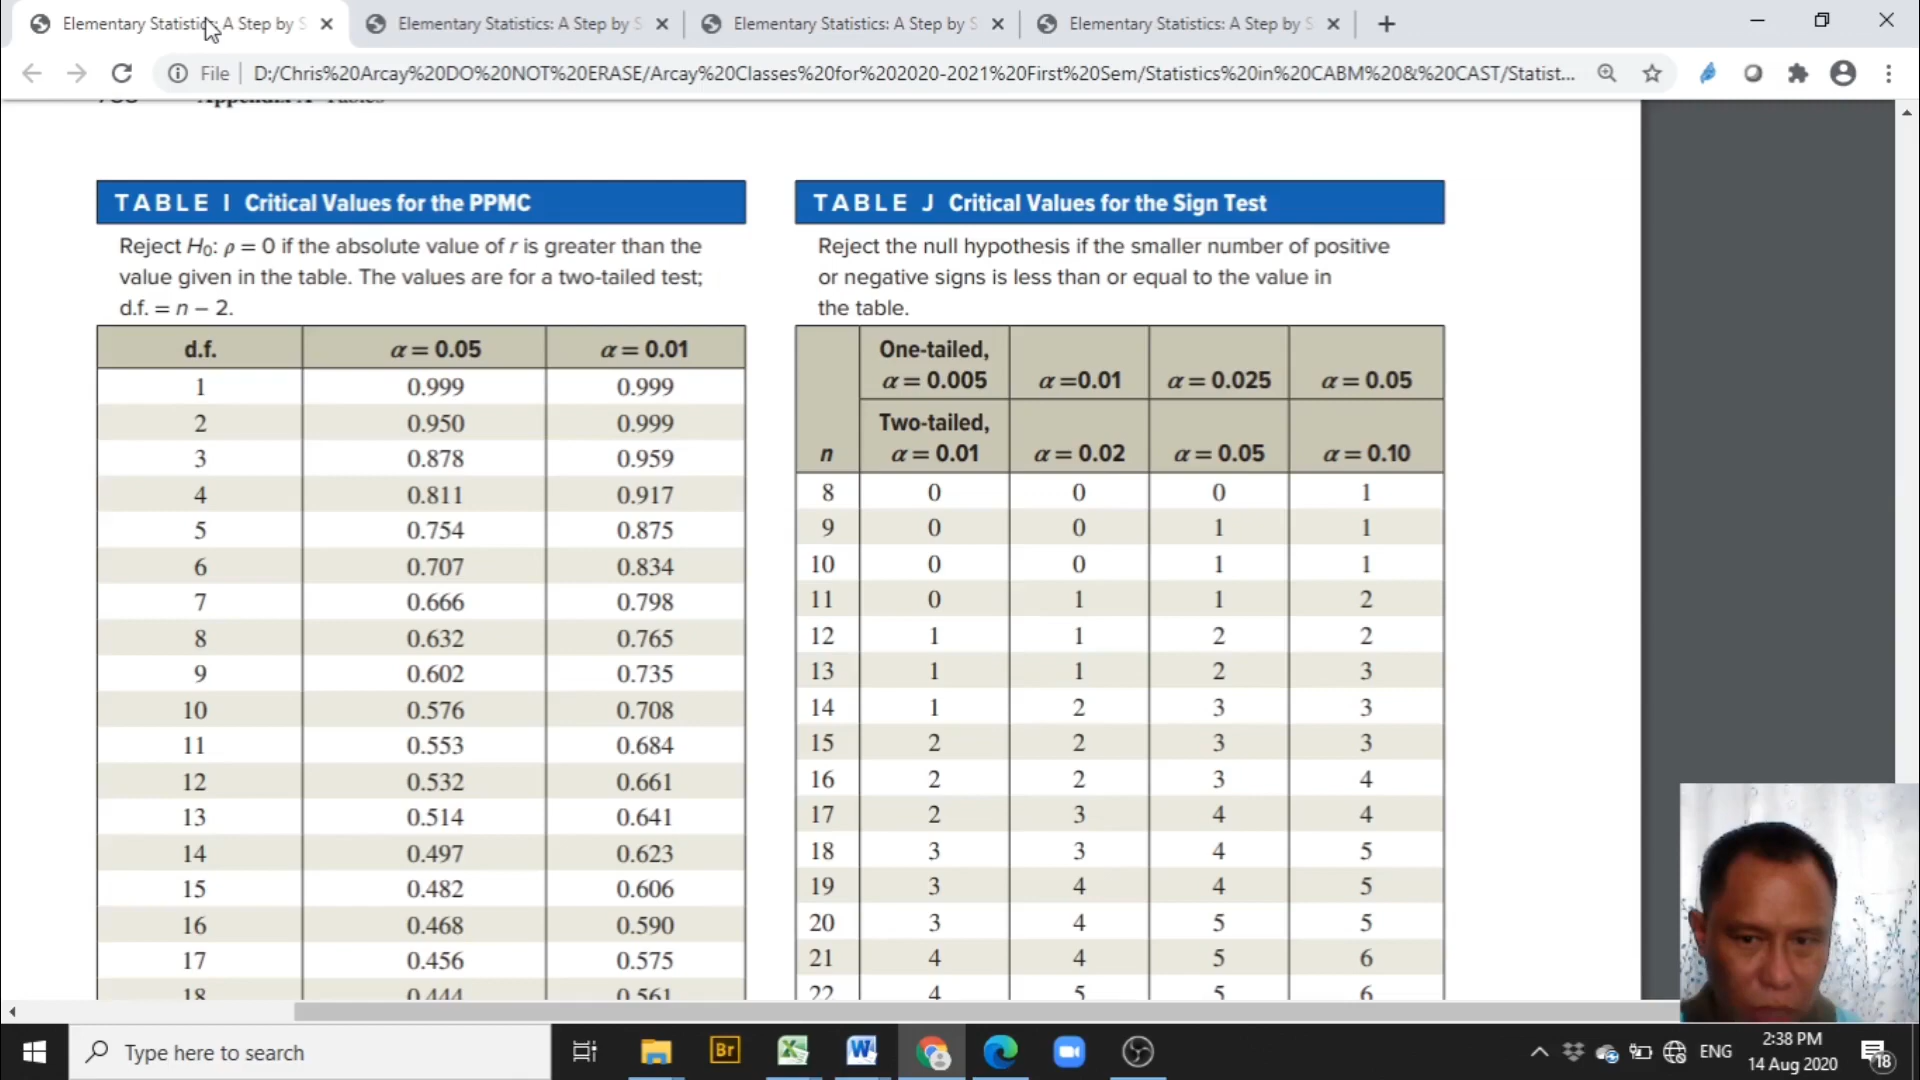 Elementary Statistics: A Step by S
Elementary Statistics: A Step by S
Elementary Statistics: A Step by S
Elementary Statistics: A Step by S
File D:/Chris%20Arcay%20DO%20NOT%20ERASE/Arcay%20Classes%20for%202020-2021%20First%20Sem/Statistics%20in%20CABM%20&%20CAST/Statist...
Appendix A Tables
TABLE I Critical Values for the PPMC
Reject H0: ρ = 0 if the absolute value of r is greater than the
value given in the table. The values are for a two-tailed test;
d.f. = n − 2.
d.f. α = 0.05 α = 0.01
1 0.999 0.999
2 0.950 0.999
3 0.878 0.959
4 0.811 0.917
5 0.754 0.875
6 0.707 0.834
7 0.666 0.798
8 0.632 0.765
9 0.602 0.735
10 0.576 0.708
11 0.553 0.684
12 0.532 0.661
13 0.514 0.641
14 0.497 0.623
15 0.482 0.606
16 0.468 0.590
17 0.456 0.575
18 0.444 0.561
TABLE J Critical Values for the Sign Test
Reject the null hypothesis if the smaller number of positive
or negative signs is less than or equal to the value in
the table.
One-tailed,
α = 0.005 α =0.01 α = 0.025 α = 0.05
Two-tailed,
n α = 0.01 α = 0.02 α = 0.05 α = 0.10
8 0 0 0 1
9 0 0 1 1
10 0 0 1 1
11 0 1 1 2
12 1 1 2 2
13 1 1 2 3
14 1 2 3 3
15 2 2 3 3
16 2 2 3 4
17 2 3 4 4
18 3 3 4 5
19 3 4 4 5
20 3 4 5 5
21 4 4 5 6
22 4 5 5 6
Type here to search
Br
ENG
2:38 PM
14 Aug 2020
18